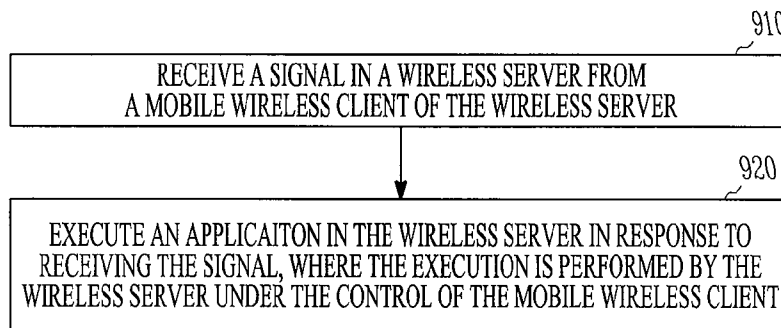 910
RECEIVE A SIGNAL IN A WIRELESS SERVER FROM
A MOBILE WIRELESS CLIENT OF THE WIRELESS SERVER
920
EXECUTE AN APPLICAITON IN THE WIRELESS SERVER IN RESPONSE TO
RECEIVING THE SIGNAL, WHERE THE EXECUTION IS PERFORMED BY THE
WIRELESS SERVER UNDER THE CONTROL OF THE MOBILE WIRELESS CLIENT